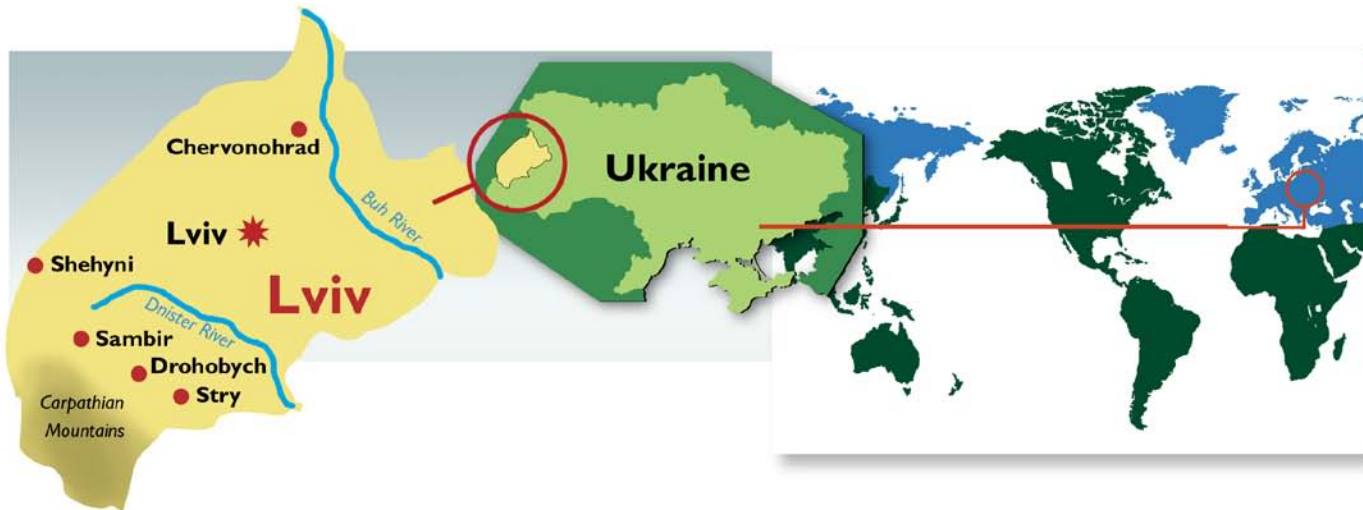 Chervonohrad
Buh River
Lviv
Shehyni
Lviv
Dnister River
Sambir
Drohobych
Stry
Carpathian
Mountains
Ukraine